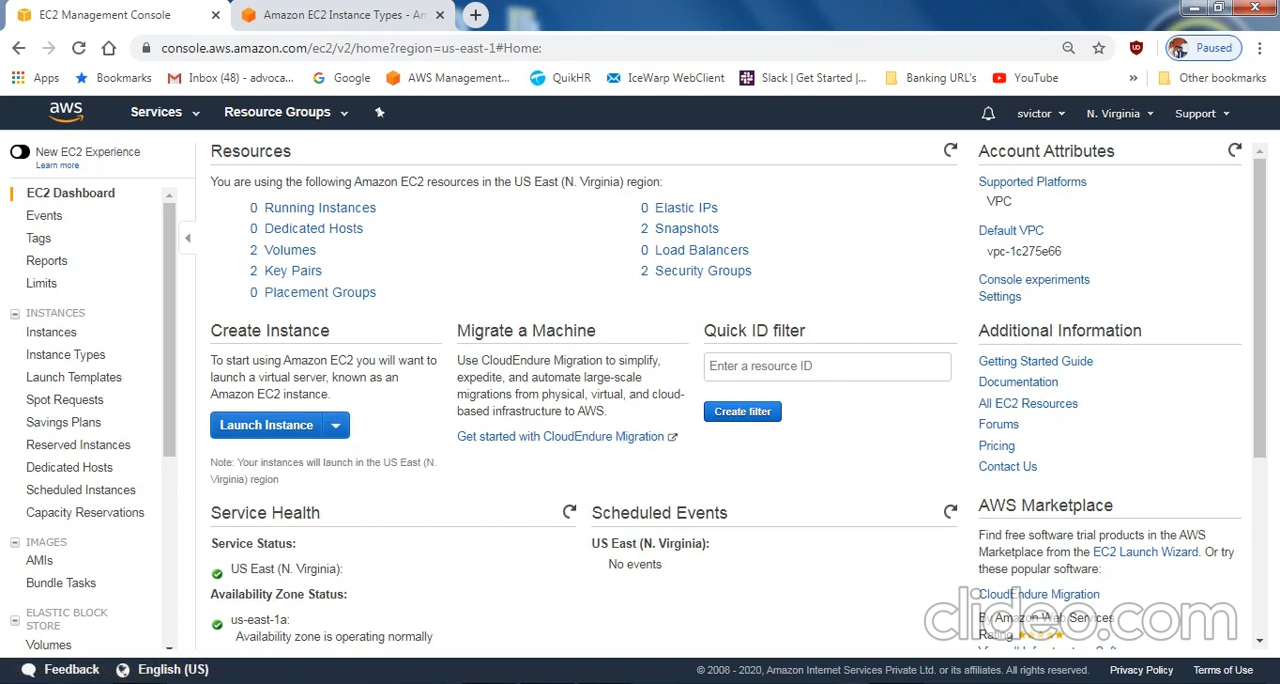 EC2 Management Console
Amazon EC2 Instance Types - An
console.aws.amazon.com/ec2/v2/home?region=us-east-1#Home:
Paused
Apps
Bookmarks
Inbox (48) - advoca...
Google
AWS Management...
QuikHR
IceWarp WebClient
Slack | Get Started |...
Banking URL's
YouTube
»
Other bookmarks
aws
Services
Resource Groups
svictor
N. Virginia
Support
New EC2 Experience
Learn more
EC2 Dashboard
Events
Tags
Reports
Limits
INSTANCES
Instances
Instance Types
Launch Templates
Spot Requests
Savings Plans
Reserved Instances
Dedicated Hosts
Scheduled Instances
Capacity Reservations
IMAGES
AMIs
Bundle Tasks
ELASTIC BLOCK
STORE
Volumes
Resources
You are using the following Amazon EC2 resources in the US East (N. Virginia) region:
0 Running Instances
0 Elastic IPs
0 Dedicated Hosts
2 Snapshots
2 Volumes
0 Load Balancers
2 Key Pairs
2 Security Groups
0 Placement Groups
Create Instance
To start using Amazon EC2 you will want to
launch a virtual server, known as an
Amazon EC2 instance.
Launch Instance
Note: Your instances will launch in the US East (N.
Virginia) region
Migrate a Machine
Use CloudEndure Migration to simplify,
expedite, and automate large-scale
migrations from physical, virtual, and cloud-
based infrastructure to AWS.
Get started with CloudEndure Migration
Quick ID filter
Enter a resource ID
Create filter
Service Health
Service Status:
US East (N. Virginia):
Availability Zone Status:
us-east-1a:
Availability zone is operating normally
Scheduled Events
US East (N. Virginia):
No events
Account Attributes
Supported Platforms
VPC
Default VPC
vpc-1c275e66
Console experiments
Settings
Additional Information
Getting Started Guide
Documentation
All EC2 Resources
Forums
Pricing
Contact Us
AWS Marketplace
Find free software trial products in the AWS
Marketplace from the EC2 Launch Wizard. Or try
these popular software:
CloudEndure Migration
By Amazon Web Services
Rating
clideo.com
Feedback
English (US)
© 2008 - 2020, Amazon Internet Services Private Ltd. or its affiliates. All rights reserved.
Privacy Policy
Terms of Use